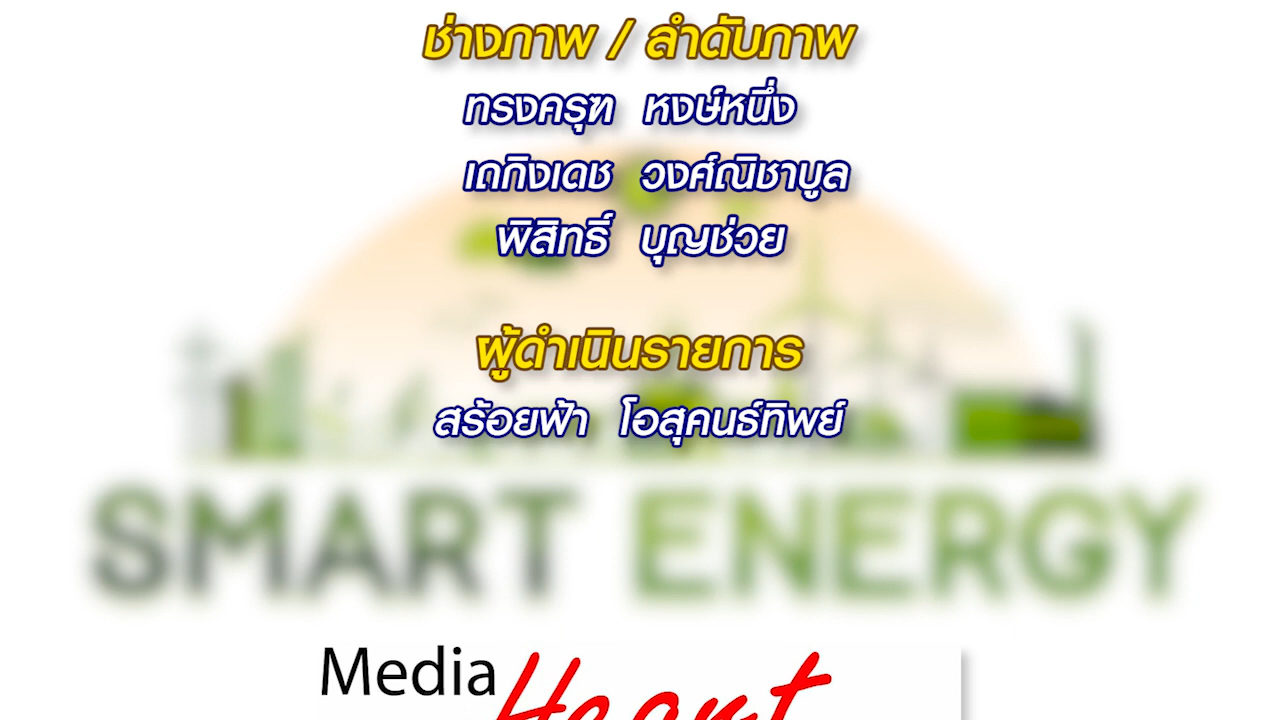 ช่างภาพ / ลำดับภาพ
ทรงครุฑ หงษ์หนึ่ง
เถกิงเดช วงศ์ณิชาบูล
พิสิทธิ์ บุญช่วย
ผู้ดำเนินรายการ
สร้อยฟ้า โอสุคนธ์ทิพย์
SMART ENERGY
Media Heart